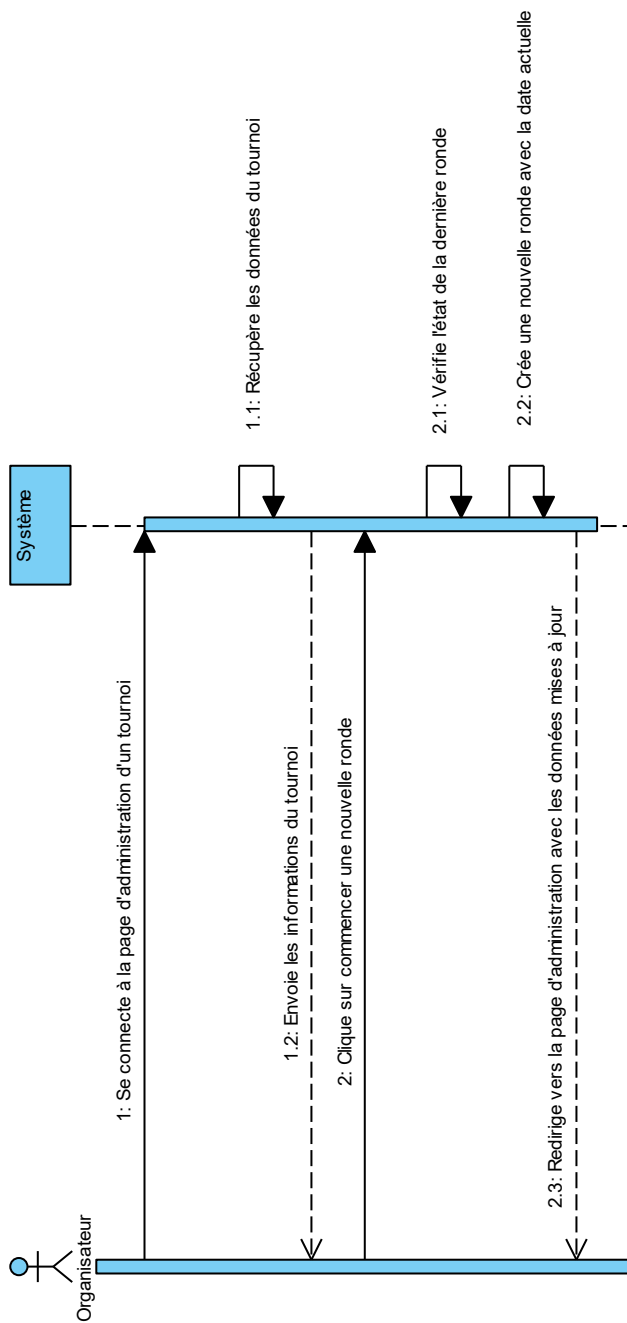 Organisateur
Système
1: Se connecte à la page d'administration d'un tournoi
1.1: Récupère les données du tournoi
1.2: Envoie les informations du tournoi
2: Clique sur commencer une nouvelle ronde
2.1: Vérifie l'état de la dernière ronde
2.2: Crée une nouvelle ronde avec la date actuelle
2.3: Redirige vers la page d'administration avec les données mises à jour